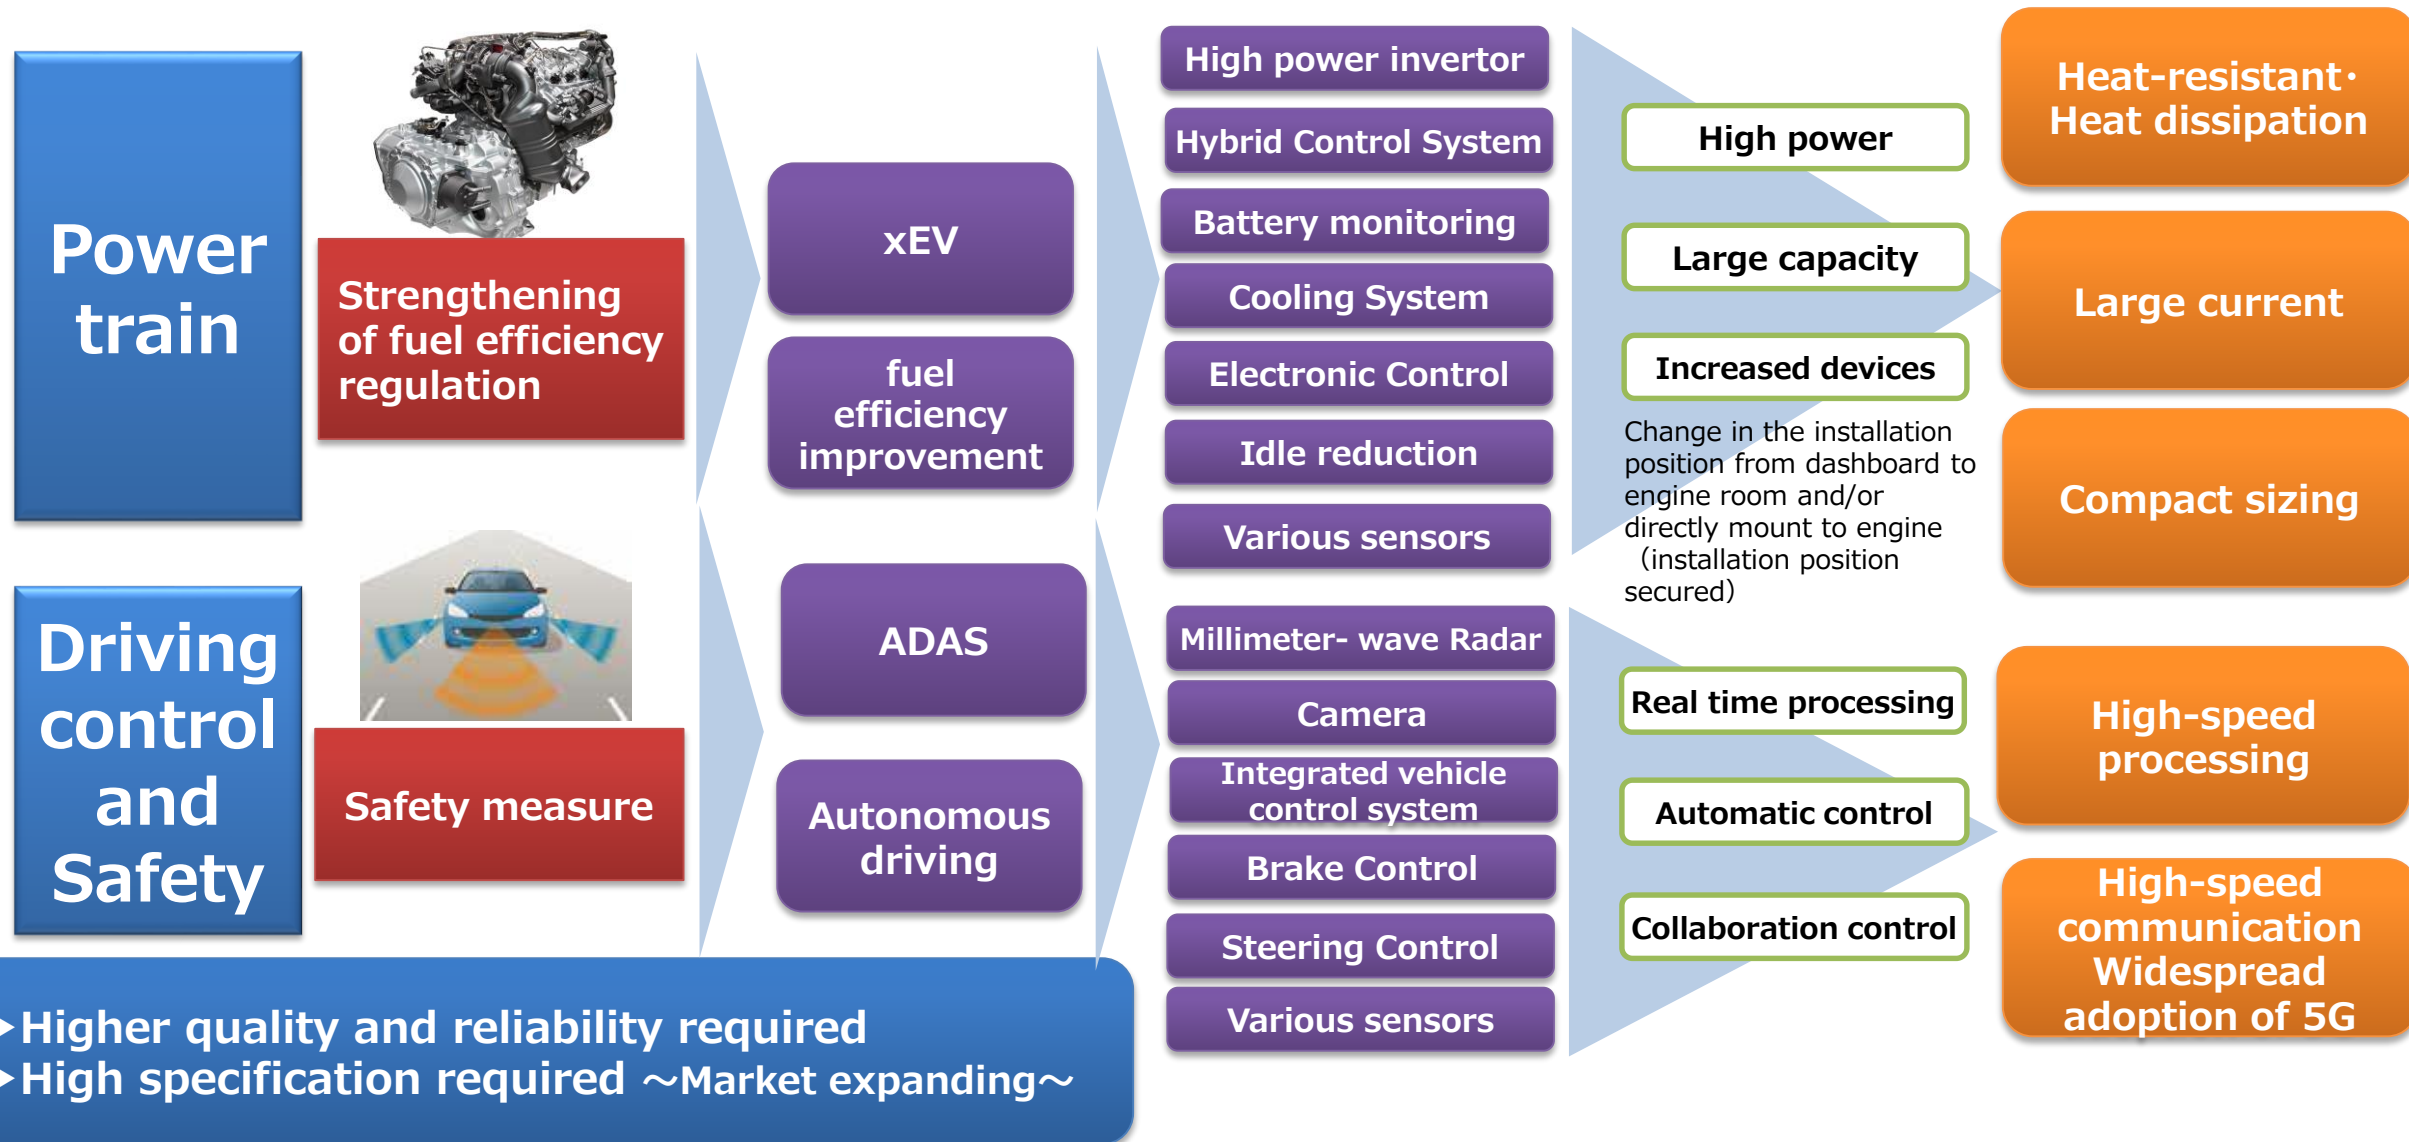 Power
train
Strengthening
of fuel efficiency
regulation
xEV
fuel
efficiency
improvement
High power invertor
Hybrid Control System
Battery monitoring
Cooling System
Electronic Control
Idle reduction
Various sensors
High power
Large capacity
Increased devices
Change in the installation
position from dashboard to
engine room and/or
directly mount to engine
（installation position
secured）
Heat-resistant・
Heat dissipation
Large current
Compact sizing
Driving
control
and
Safety
Safety measure
ADAS
Autonomous
driving
Millimeter- wave Radar
Camera
Integrated vehicle
control system
Brake Control
Steering Control
Various sensors
Real time processing
Automatic control
Collaboration control
High-speed
processing
High-speed
communication
Widespread
adoption of 5G
➤Higher quality and reliability required
➤High specification required ～Market expanding～